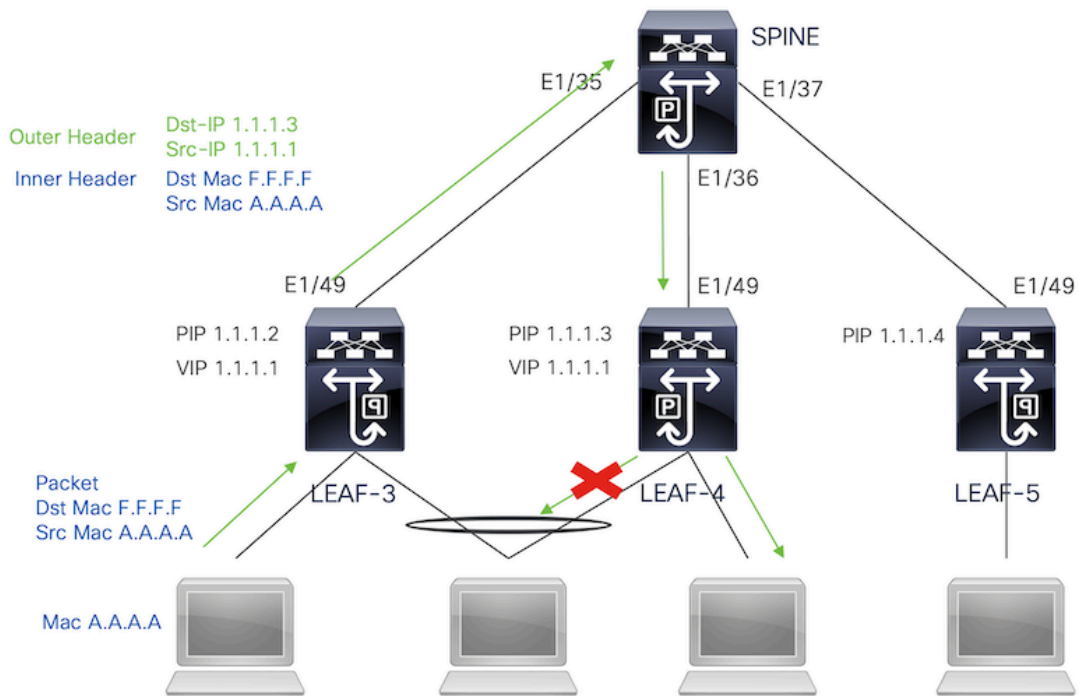 SPINE
E1/35
E1/37
Outer Header
Dst-IP 1.1.1.3
Src-IP 1.1.1.1
Inner Header
Dst Mac F.F.F.F
Src Mac A.A.A.A
P
E1/36
E1/49
E1/49
E1/49
PIP 1.1.1.2
VIP 1.1.1.1
PIP 1.1.1.3
VIP 1.1.1.1
PIP 1.1.1.4
P
P
P
LEAF-3
LEAF-4
LEAF-5
Packet
Dst Mac F.F.F.F
Src Mac A.A.A.A
Mac A.A.A.A